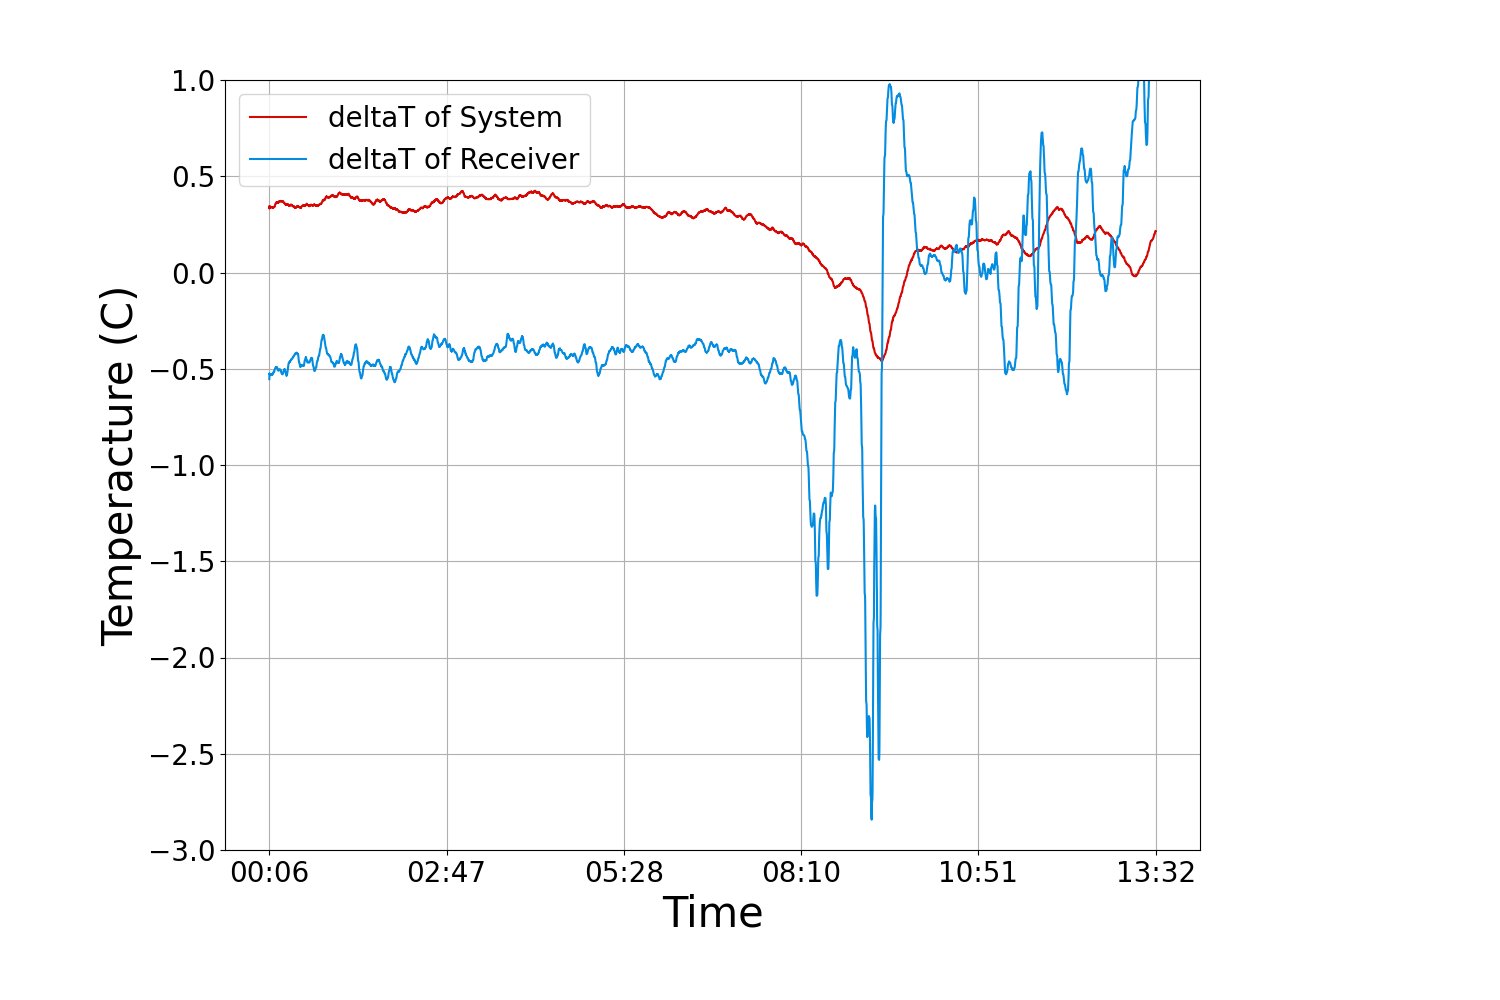 1.0
0.5
0.0
−0.5
−1.0
−1.5
−2.0
−2.5
−3.0
Temperacture (C)
deltaT of System
deltaT of Receiver
00:06 02:47 05:28 08:10 10:51 13:32
Time